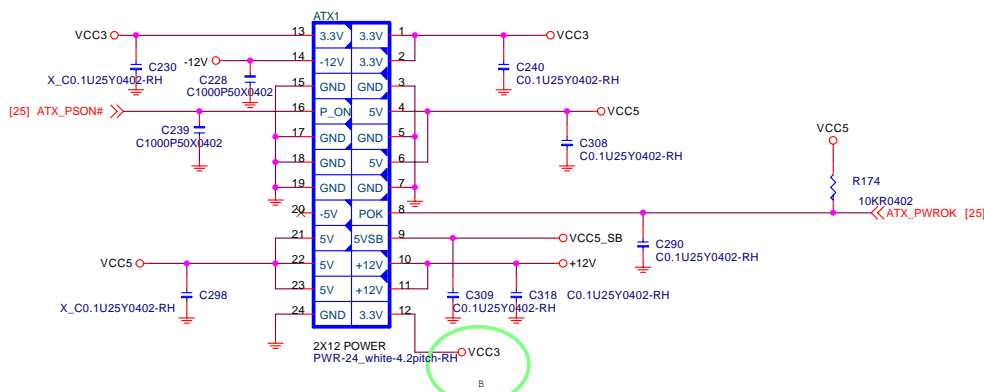 ATX1
VCC3
13
3.3V
3.3V
1
VCC3
-12V
14
-12V
3.3V
2
C230
X_C0.1U25Y0402-RH
C228
C1000P50X0402
C240
C0.1U25Y0402-RH
15
GND
GND
3
[25] ATX_PSON#
16
P_ON
5V
4
VCC5
C239
C1000P50X0402
17
GND
GND
5
C308
C0.1U25Y0402-RH
VCC5
18
GND
5V
6
R174
10KR0402
19
GND
GND
7
20
-5V
POK
8
ATX_PWROK [25]
21
5V
5VSB
9
VCC5_SB
C290
C0.1U25Y0402-RH
VCC5
22
5V
+12V
10
+12V
23
5V
+12V
11
C298
X_C0.1U25Y0402-RH
C309
C0.1U25Y0402-RH
C318
C0.1U25Y0402-RH
24
GND
3.3V
12
2X12 POWER
PWR-24_white-4.2pitch-RH
VCC3
B